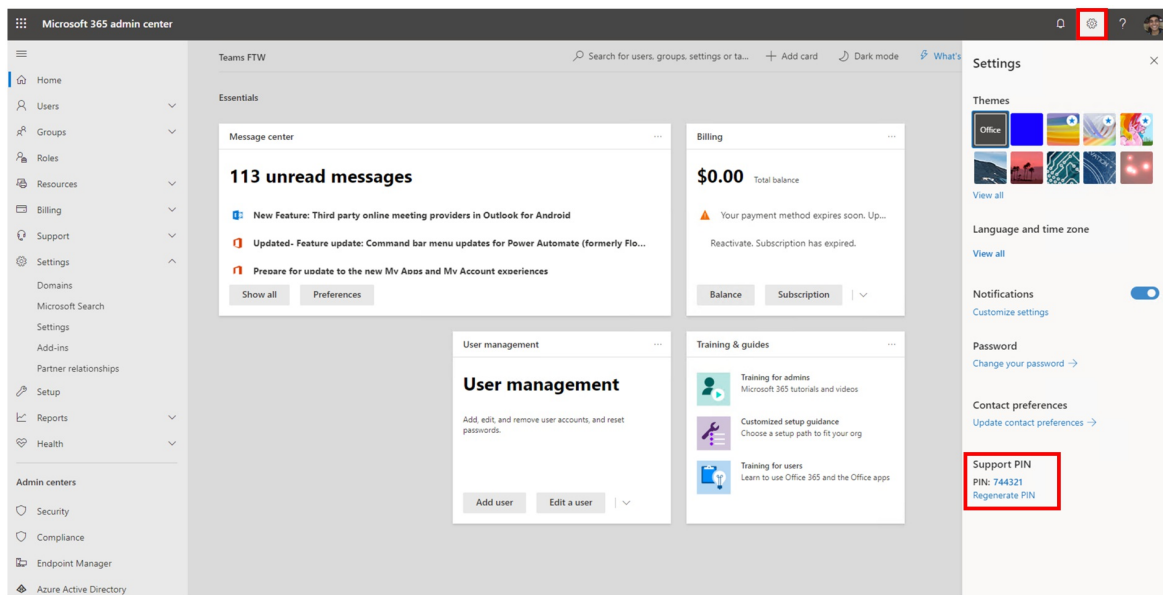 Microsoft 365 admin center
?
Home
Users
Groups
Roles
Resources
Billing
Support
Settings
Domains
Microsoft Search
Settings
Add-ins
Partner relationships
Setup
Reports
Health
Admin centers
Security
Compliance
Endpoint Manager
Azure Active Directory
Teams FTW
Search for users, groups, settings or ta...
Add card
Dark mode
What's
Essentials
Message center
113 unread messages
New Feature: Third party online meeting providers in Outlook for Android
Updated- Feature update: Command bar menu updates for Power Automate (formerly Flo...
Prepare for update to the new My Apps and My Account experiences
Show all
Preferences
Billing
$0.00 Total balance
Your payment method expires soon. Up...
Reactivate. Subscription has expired.
Balance
Subscription
User management
User management
Add, edit, and remove user accounts, and reset
passwords.
Add user
Edit a user
Training & guides
Training for admins
Microsoft 365 tutorials and videos
Customized setup guidance
Choose a setup path to fit your org
Training for users
Learn to use Office 365 and the Office apps
Settings
Themes
Office
View all
Language and time zone
View all
Notifications
Customize settings
Password
Change your password →
Contact preferences
Update contact preferences →
Support PIN
PIN: 744321
Regenerate PIN